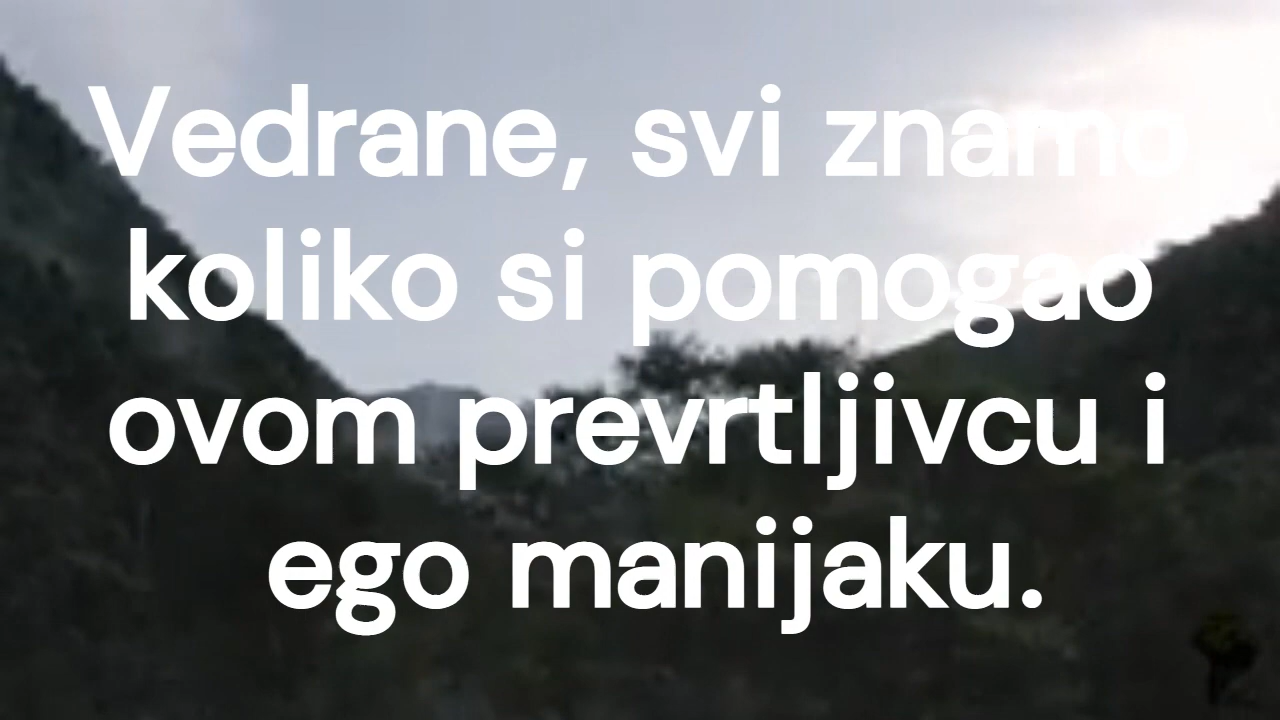 Vedrane, svi znamo
koliko si pomogao
ovom prevrtljivcu i
ego manijaku.